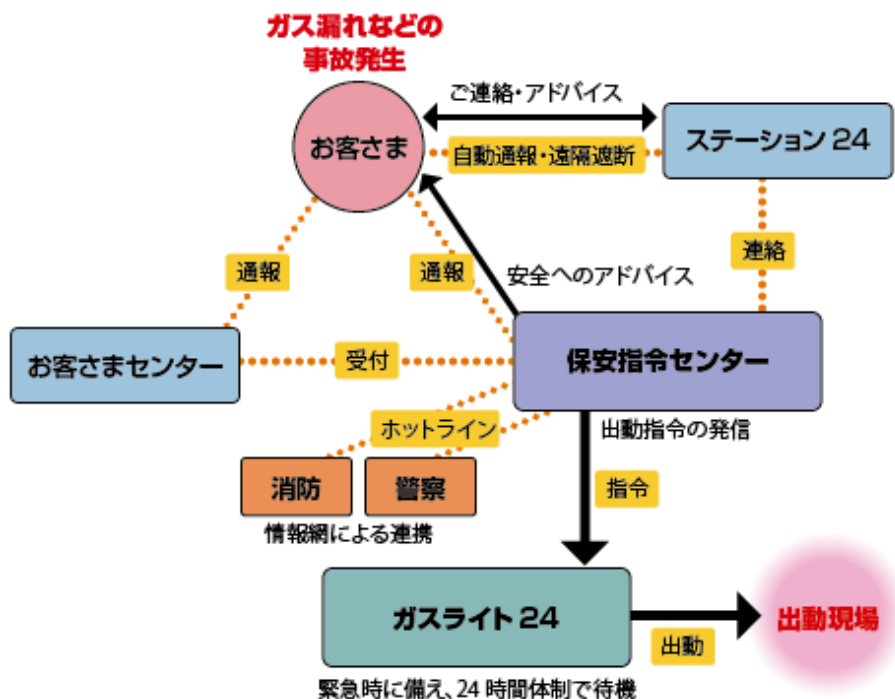 ガス漏れなどの
事故発生
ご連絡・アドバイス
お客さま
ステーション24
自動通報・遠隔遮断
通報
通報
連絡
安全へのアドバイス
お客さまセンター
受付
保安指令センター
ホットライン
出動指令の発信
消防
警察
指令
情報網による連携
ガスライト24
出動現場
出動
緊急時に備え、24時間体制で待機